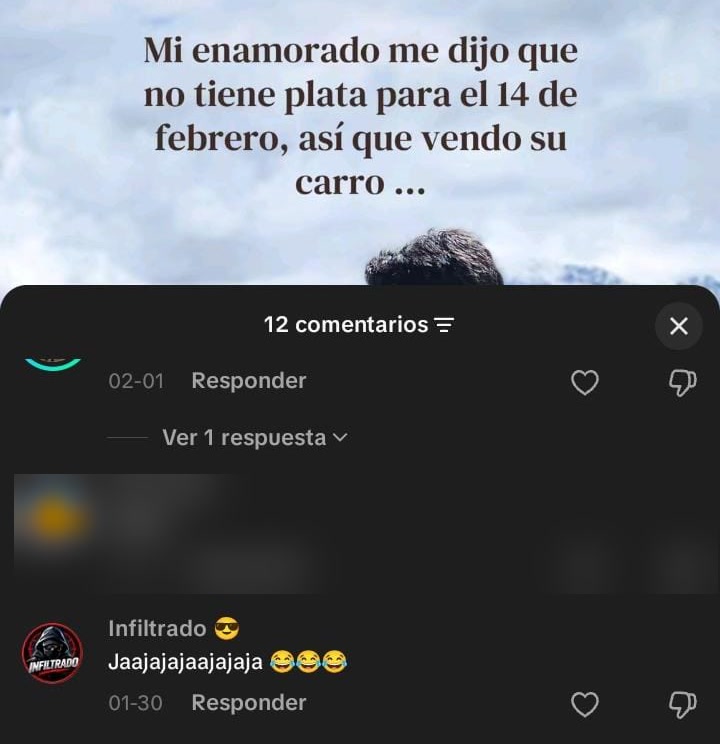 Mi enamorado me dijo que
no tiene plata para el 14 de
febrero, así que vendo su
carro ...
12 comentarios
02-01 Responder
Ver 1 respuesta
Infiltrado 😎
INFILTRADO
Jaajajajaajajaja 😂😂😂
01-30 Responder